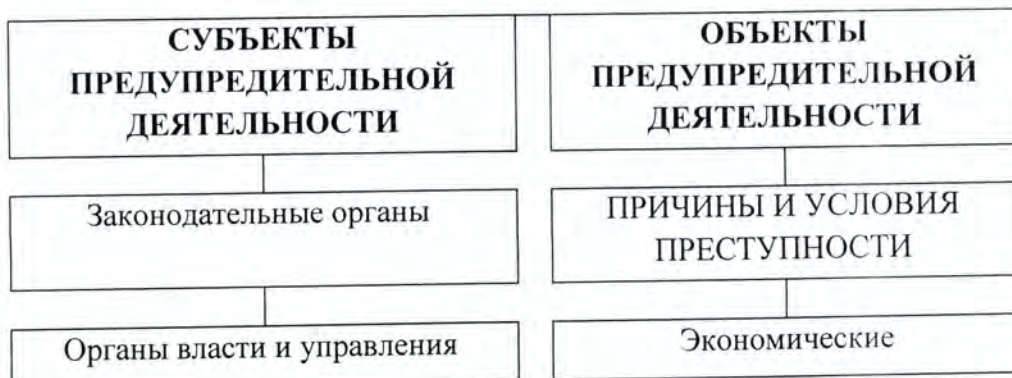 СУБЪЕКТЫ
ПРЕДУПРЕДИТЕЛЬНОЙ
ДЕЯТЕЛЬНОСТИ
Законодательные органы
Органы власти и управления
ОБЪЕКТЫ
ПРЕДУПРЕДИТЕЛЬНОЙ
ДЕЯТЕЛЬНОСТИ
ПРИЧИНЫ И УСЛОВИЯ
ПРЕСТУПНОСТИ
Экономические